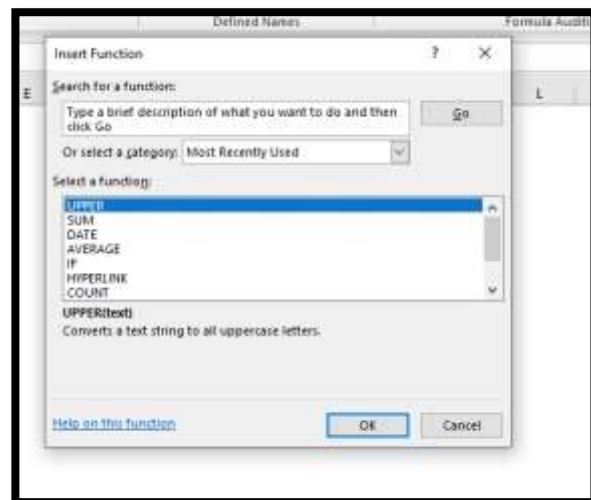 Defined Names
Formula Auditi
Insert Function
?
E
L
Search for a function:
Type a brief description of what you want to do and then
click Go
Go
Or select a category: Most Recently Used
Select a function:
UPPER
SUM
DATE
AVERAGE
IF
HYPERLINK
COUNT
UPPER(text)
Converts a text string to all uppercase letters.
Help on this function
OK
Cancel